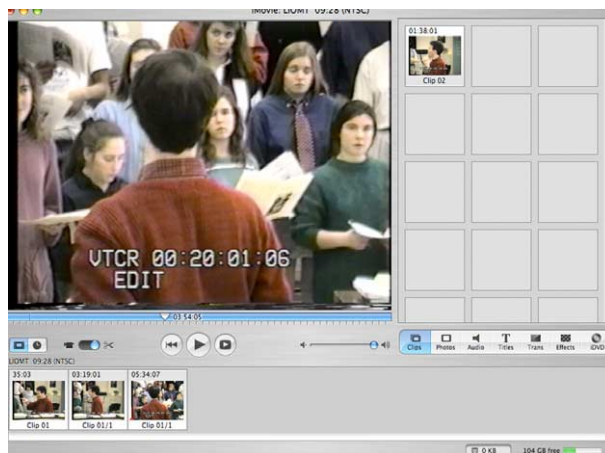 iMovie: LIOMT 09:28 (NTSC)
01:38:01
Clip 02
VTCR 00:20:01:06
EDIT
03:54:05
Clips Photos Audio Titles Trans Effects iDVD
LIOMT 09:28 (NTSC)
35:03 03:19:01 05:34:07
Clip 01 Clip 01/1 Clip 01/1
0 KB 104 GB free